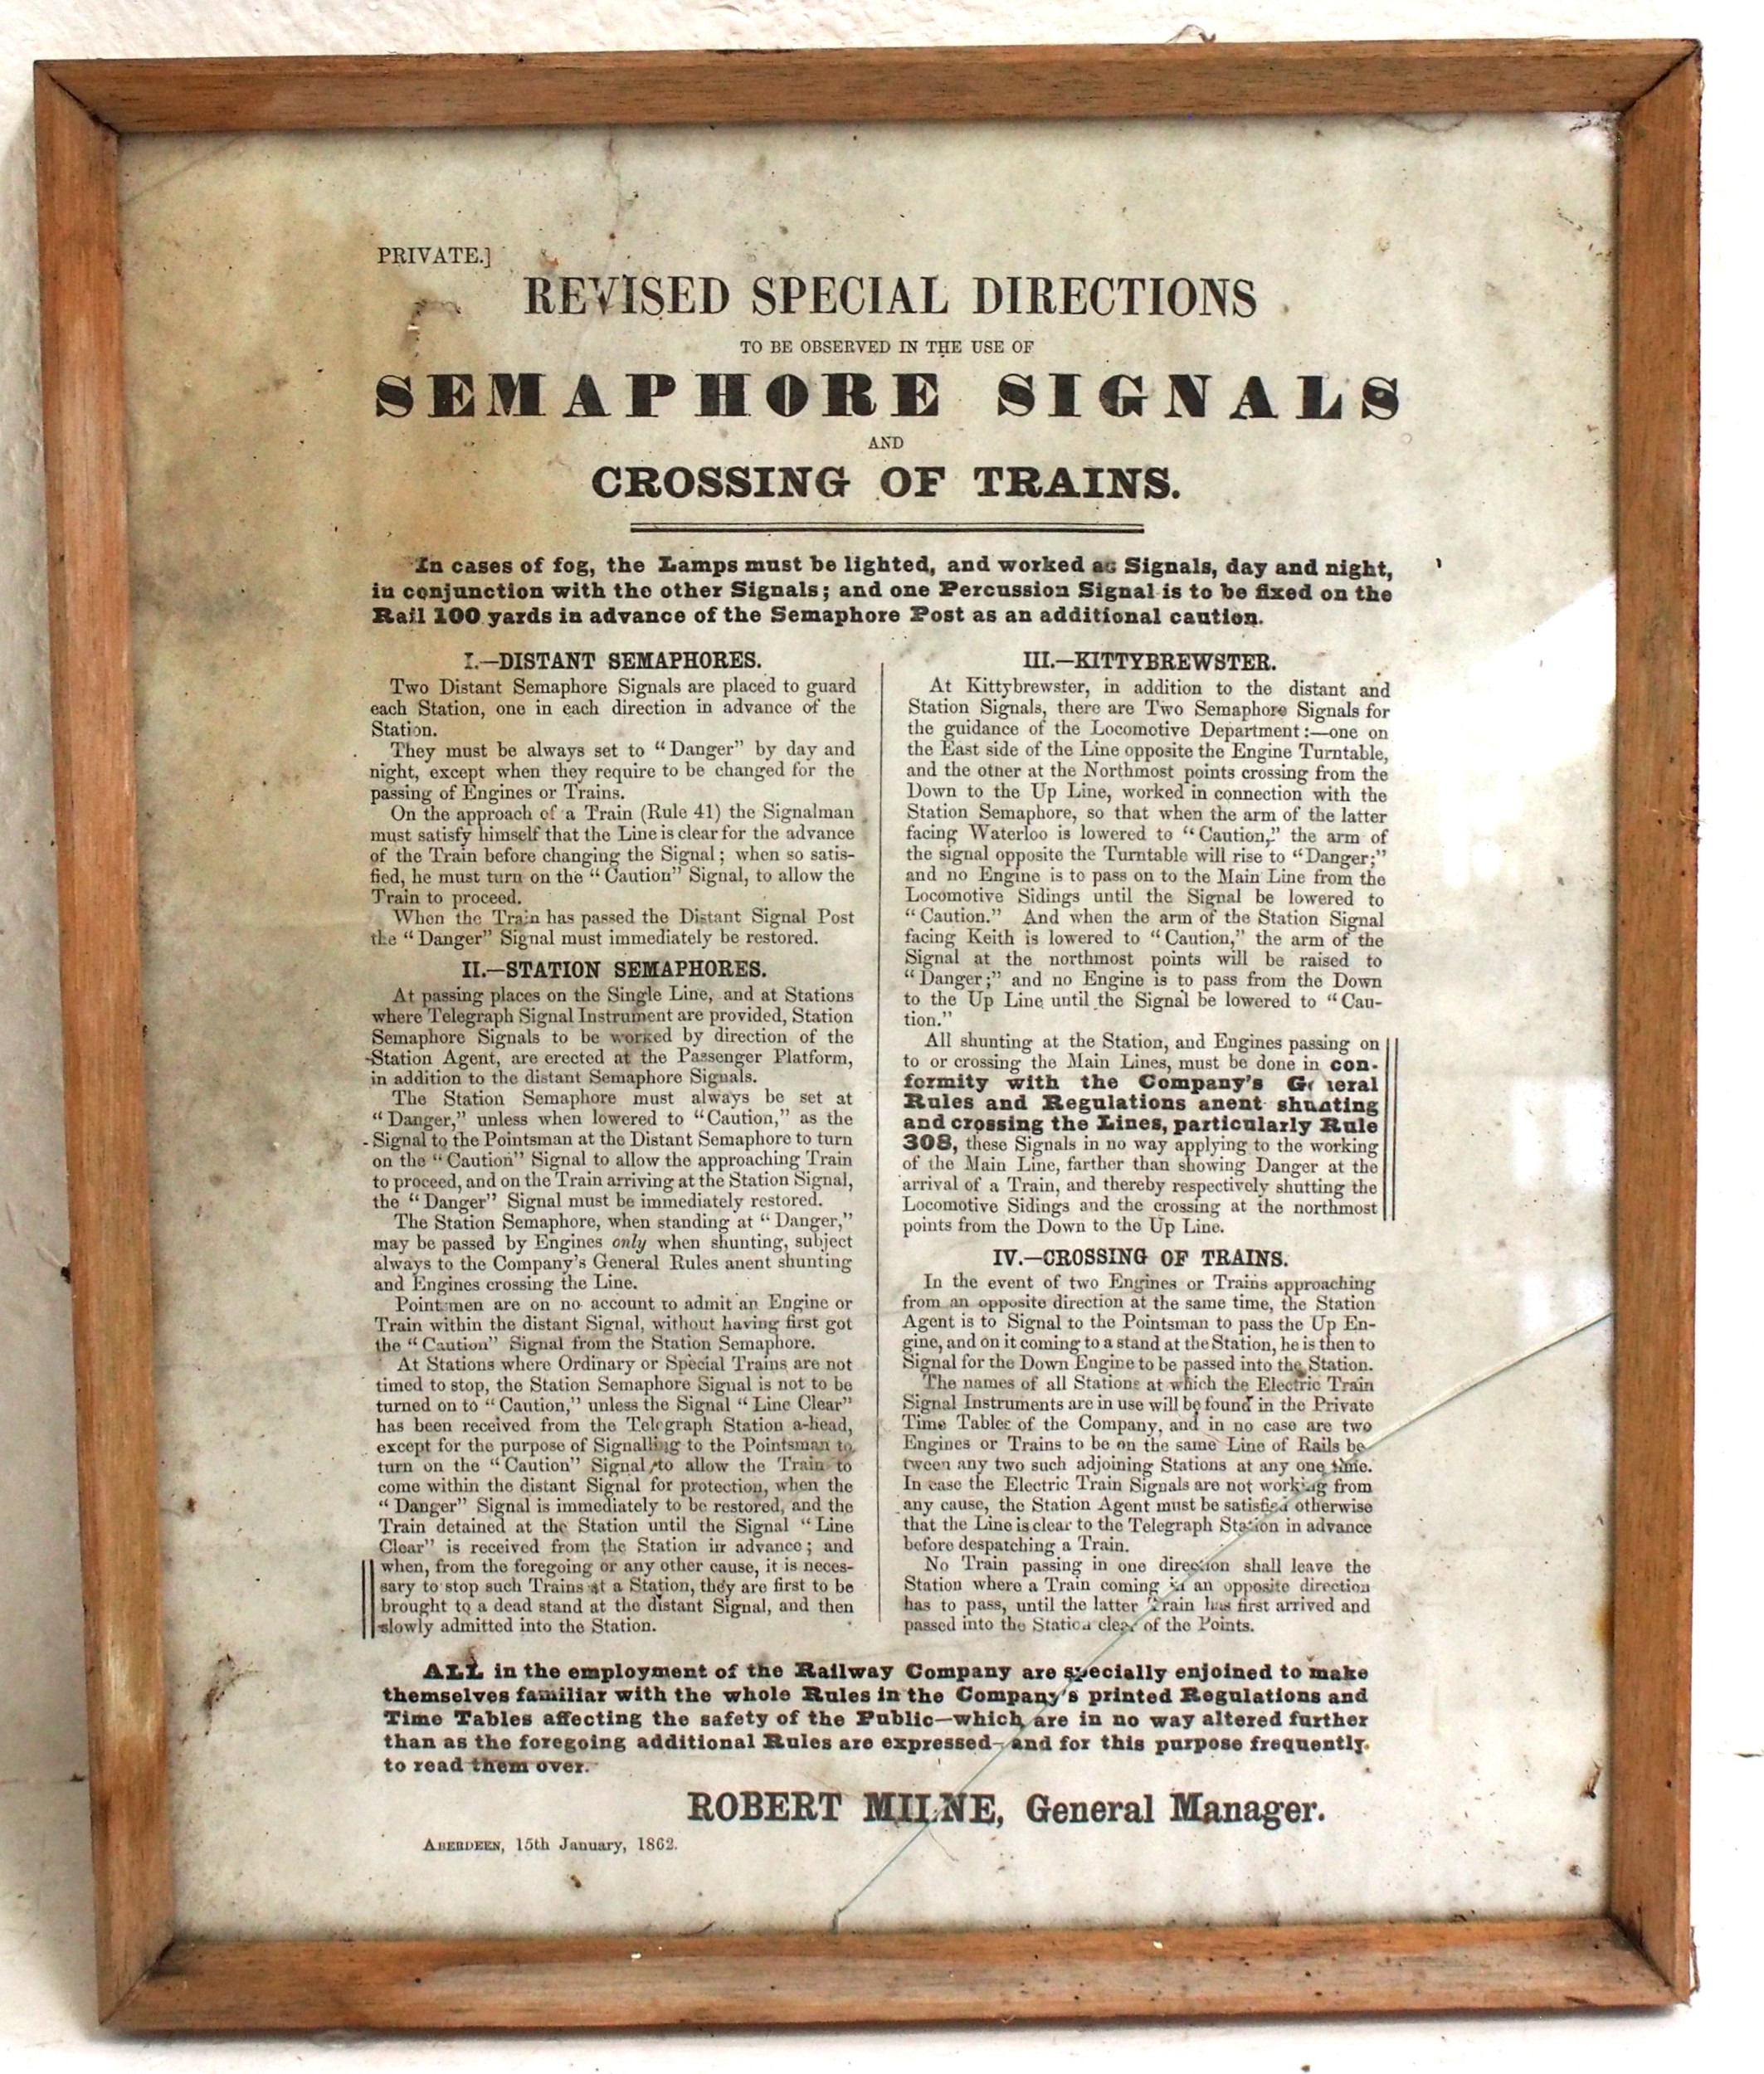 PRIVATE.]
REVISED SPECIAL DIRECTIONS
TO BE OBSERVED IN THE USE OF
SEMAPHORE SIGNALS
AND
CROSSING OF TRAINS.
In cases of fog, the Lamps must be lighted, and worked as Signals, day and night,
in conjunction with the other Signals; and one Percussion Signal is to be fixed on the
Rail 100 yards in advance of the Semaphore Post as an additional caution.
I.—DISTANT SEMAPHORES.
Two Distant Semaphore Signals are placed to guard
each Station, one in each direction in advance of the
Station.
They must be always set to "Danger" by day and
night, except when they require to be changed for the
passing of Engines or Trains.
On the approach of a Train (Rule 41) the Signalman
must satisfy himself that the Line is clear for the advance
of the Train before changing the Signal; when so satis-
fied, he must turn on the "Caution" Signal, to allow the
Train to proceed.
When the Train has passed the Distant Signal Post
the "Danger" Signal must immediately be restored.
II.—STATION SEMAPHORES.
At passing places on the Single Line, and at Stations
where Telegraph Signal Instrument are provided, Station
Semaphore Signals to be worked by direction of the
Station Agent, are erected at the Passenger Platform,
in addition to the distant Semaphore Signals.
The Station Semaphore must always be set at
"Danger," unless when lowered to "Caution," as the
Signal to the Pointsman at the Distant Semaphore to turn
on the "Caution" Signal to allow the approaching Train
to proceed, and on the Train arriving at the Station Signal,
the "Danger" Signal must be immediately restored.
The Station Semaphore, when standing at "Danger,"
may be passed by Engines only when shunting, subject
always to the Company's General Rules anent shunting
and Engines crossing the Line.
Pointsmen are on no account to admit an Engine or
Train within the distant Signal, without having first got
the "Caution" Signal from the Station Semaphore.
At Stations where Ordinary or Special Trains are not
timed to stop, the Station Semaphore Signal is not to be
turned on to "Caution," unless the Signal "Line Clear"
has been received from the Telegraph Station a-head,
except for the purpose of Signalling to the Pointsman to
turn on the "Caution" Signal to allow the Train to
come within the distant Signal for protection, when the
"Danger" Signal is immediately to be restored, and the
Train detained at the Station until the Signal "Line
Clear" is received from the Station in advance; and
when, from the foregoing or any other cause, it is neces-
sary to stop such Trains at a Station, they are first to be
brought to a dead stand at the distant Signal, and then
slowly admitted into the Station.
III.—KITTYBREWSTER.
At Kittybrewster, in addition to the distant and
Station Signals, there are Two Semaphore Signals for
the guidance of the Locomotive Department:—one on
the East side of the Line opposite the Engine Turntable,
and the other at the Northmost points crossing from the
Down to the Up Line, worked in connection with the
Station Semaphore, so that when the arm of the latter
facing Waterloo is lowered to "Caution," the arm of
the signal opposite the Turntable will rise to "Danger;"
and no Engine is to pass on to the Main Line from the
Locomotive Sidings until the Signal be lowered to
"Caution." And when the arm of the Station Signal
facing Keith is lowered to "Caution," the arm of the
Signal at the northmost points will be raised to
"Danger;" and no Engine is to pass from the Down
to the Up Line until the Signal be lowered to "Cau-
tion."
All shunting at the Station, and Engines passing on
to or crossing the Main Lines, must be done in con-
formity with the Company's General
Rules and Regulations anent shunting
and crossing the Lines, particularly Rule
308, these Signals in no way applying to the working
of the Main Line, farther than showing Danger at the
arrival of a Train, and thereby respectively shutting the
Locomotive Sidings and the crossing at the northmost
points from the Down to the Up Line.
IV.—CROSSING OF TRAINS.
In the event of two Engines or Trains approaching
from an opposite direction at the same time, the Station
Agent is to Signal to the Pointsman to pass the Up En-
gine, and on it coming to a stand at the Station, he is then to
Signal for the Down Engine to be passed into the Station.
The names of all Stations at which the Electric Train
Signal Instruments are in use will be found in the Private
Time Tables of the Company, and in no case are two
Engines or Trains to be on the same Line of Rails be-
tween any two such adjoining Stations at any one time.
In case the Electric Train Signals are not working from
any cause, the Station Agent must be satisfied otherwise
that the Line is clear to the Telegraph Station in advance
before despatching a Train.
No Train passing in one direction shall leave the
Station where a Train coming in an opposite direction
has to pass, until the latter Train has first arrived and
passed into the Station clear of the Points.
ALL in the employment of the Railway Company are specially enjoined to make
themselves familiar with the whole Rules in the Company's printed Regulations and
Time Tables affecting the safety of the Public—which are in no way altered further
than as the foregoing additional Rules are expressed—and for this purpose frequently
to read them over.
ROBERT MILNE, General Manager.
ABERDEEN, 15th January, 1862.